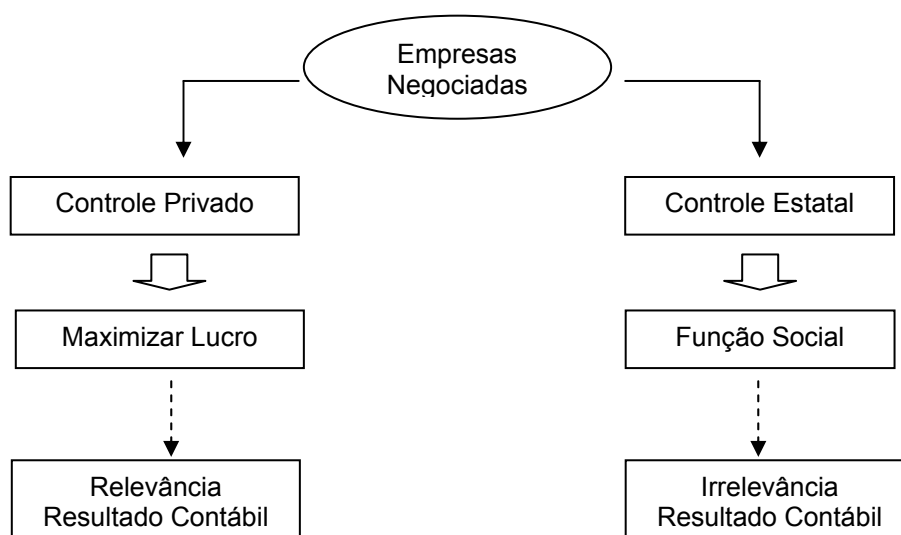 Empresas
Negociadas
Controle Privado
Controle Estatal
Maximizar Lucro
Função Social
Relevância
Resultado Contábil
Irrelevância
Resultado Contábil